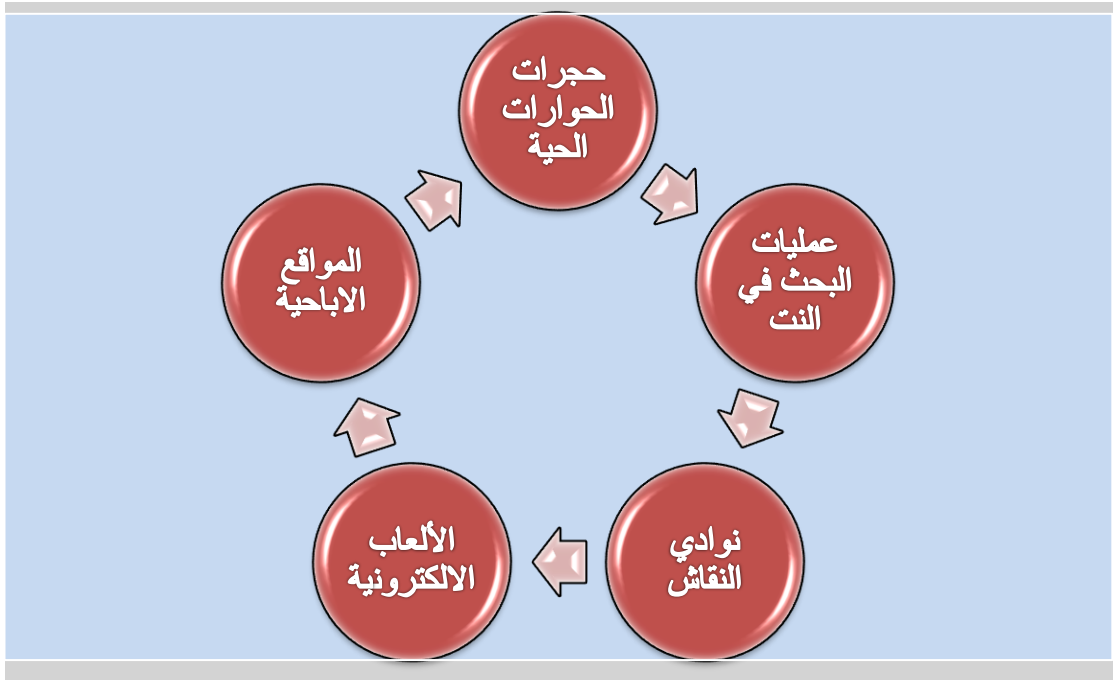 حجرات
الحوارات
الحية
عمليات
البحث في
النت
نوادي
النقاش
الألعاب
الالكترونية
المواقع
الاباحية